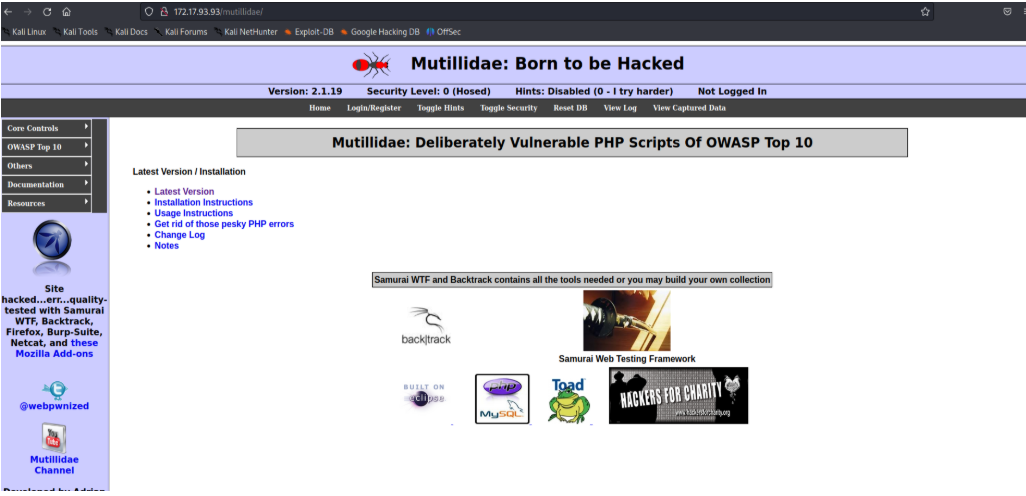 172.17.93.93/mutillidae/
Kali Linux Kali Tools Kali Docs Kali Forums Kali NetHunter Exploit-DB Google Hacking DB OffSec
Mutillidae: Born to be Hacked
Version: 2.1.19 Security Level: 0 (Hosed) Hints: Disabled (0 - I try harder) Not Logged In
Home Login/Register Toggle Hints Toggle Security Reset DB View Log View Captured Data
Core Controls
OWASP Top 10
Others
Documentation
Resources
Site
hacked...err...quality-
tested with Samurai
WTF, Backtrack,
Firefox, Burp-Suite,
Netcat, and these
Mozilla Add-ons
@webpwnized
You
Tube
Mutillidae
Channel
Developed by Adrian
Mutillidae: Deliberately Vulnerable PHP Scripts Of OWASP Top 10
Latest Version / Installation
• Latest Version
• Installation Instructions
• Usage Instructions
• Get rid of those pesky PHP errors
• Change Log
• Notes
Samurai WTF and Backtrack contains all the tools needed or you may build your own collection
back|track
Samurai Web Testing Framework
BUILT ON
eclipse
php
MySQL
Toad
HACKERS FOR CHARITY
www.hackersforcharity.org